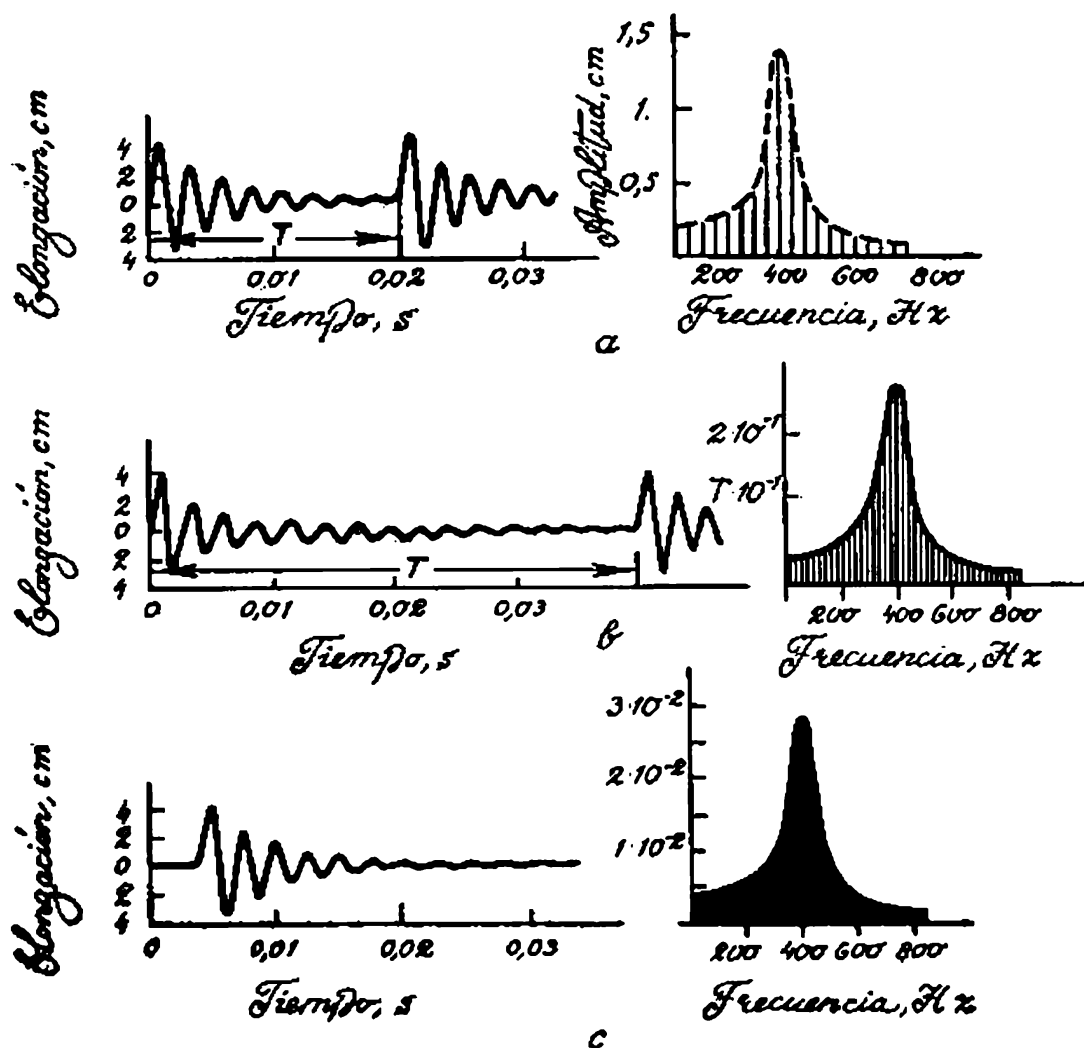 Elongación, cm
4
2
0
2
4
T
0
0,01
0,02
0,03
Tiempo, s
Amplitud, cm
1,5
1.
0,5
200 400 600 800
Frecuencia, Hz
a
Elongación, cm
4
2
0
2
4
T
0
0,01
0,02
0,03
Tiempo, s
2·10⁻¹
T·10⁻¹
200 400 600 800
Frecuencia, Hz
b
Elongación, cm
4
2
0
2
4
0
0,01
0,02
0,03
Tiempo, s
3·10⁻²
2·10⁻²
1·10⁻²
200 400 600 800
Frecuencia, Hz
c